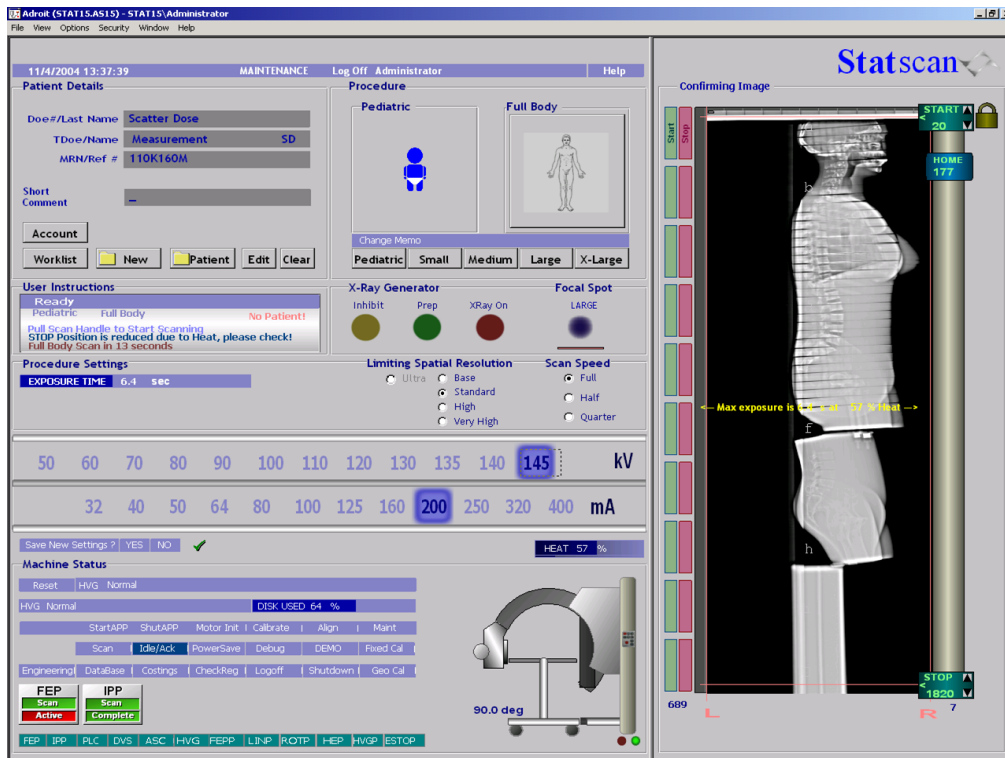 Adroit (STAT15.AS15) - STAT15\Administrator
File View Options Security Window Help
11/4/2004 13:37:39 MAINTENANCE Log Off Administrator Help
Patient Details
Doe#/Last Name Scatter Dose
TDoe/Name Measurement SD
MRN/Ref # 110K160M
Short
Comment
Account
Worklist New Patient Edit Clear
Procedure
Pediatric Full Body
Change Memo
Pediatric Small Medium Large X-Large
User Instructions
Ready
Pediatric Full Body No Patient!
Pull Scan Handle to Start Scanning
STOP Position is reduced due to Heat, please check!
Full Body Scan in 13 seconds
X-Ray Generator Focal Spot
Inhibit Prep XRay On LARGE
Procedure Settings
EXPOSURE TIME 6.4 sec
Limiting Spatial Resolution Scan Speed
Ultra Base Full
Standard
High Half
Very High Quarter
50 60 70 80 90 100 110 120 130 135 140 145 kV
32 40 50 64 80 100 125 160 200 250 320 400 mA
Save New Settings ? YES NO
HEAT 57 %
Machine Status
Reset HVG Normal
HVG Normal DISK USED 64 %
StartAPP ShutAPP Motor Init Calibrate Align Maint
Scan Idle/Ack PowerSave Debug DEMO Fixed Cal
Engineering DataBase Costings CheckReg Logoff Shutdown Geo Cal
FEP IPP
Scan Scan
Active Complete
90.0 deg
FEP IPP PLC DVS ASC HVG FEPP LINP ROTP HEP HVGP ESTOP
Statscan
Confirming Image
Start Stop
START
20
HOME
177
b
Max exposure is at 57 % Heat
f
h
STOP
1820
689 L R 7